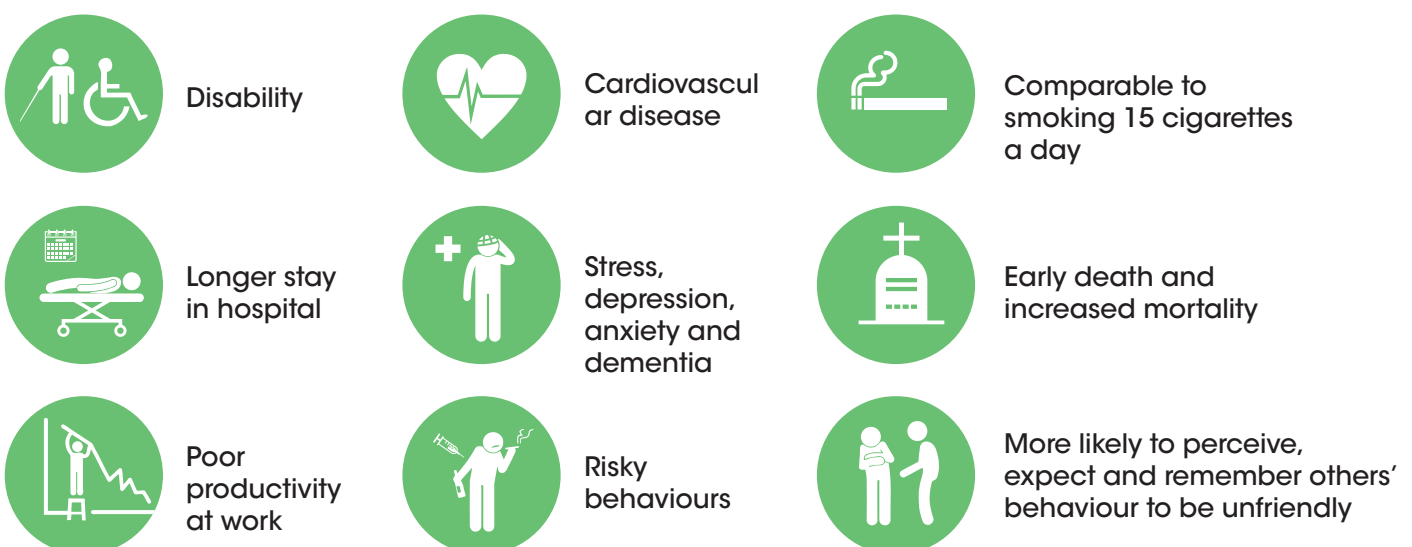 Disability
Cardiovascul
ar disease
Comparable to
smoking 15 cigarettes
a day
Longer stay
in hospital
Stress,
depression,
anxiety and
dementia
Early death and
increased mortality
Poor
productivity
at work
Risky
behaviours
More likely to perceive,
expect and remember others’
behaviour to be unfriendly